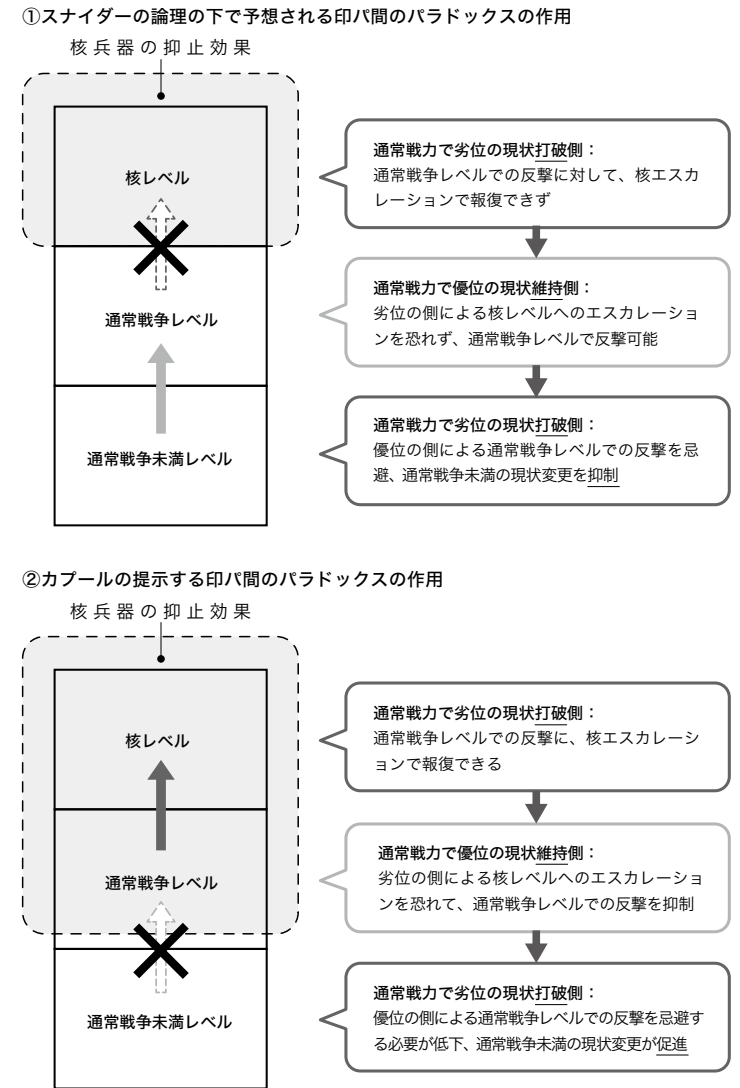 ①スナイダーの論理の下で予想される印パ間のパラドックスの作用
核兵器の抑止効果
核レベル
通常戦争レベル
通常戦争未満レベル
通常戦力で劣位の現状打破側：
通常戦争レベルでの反撃に対して、核エスカ
レーションで報復できず
通常戦力で優位の現状維持側：
劣位の側による核レベルへのエスカレーショ
ンを恐れず、通常戦争レベルで反撃可能
通常戦力で劣位の現状打破側：
優位の側による通常戦争レベルでの反撃を忌
避、通常戦争未満の現状変更を抑制
②カプールの提示する印パ間のパラドックスの作用
核兵器の抑止効果
核レベル
通常戦争レベル
通常戦争未満レベル
通常戦力で劣位の現状打破側：
通常戦争レベルでの反撃に、核エスカレーシ
ョンで報復できる
通常戦力で優位の現状維持側：
劣位の側による核レベルへのエスカレーショ
ンを恐れて、通常戦争レベルでの反撃を抑制
通常戦力で劣位の現状打破側：
優位の側による通常戦争レベルでの反撃を忌避す
る必要が低下、通常戦争未満の現状変更が促進